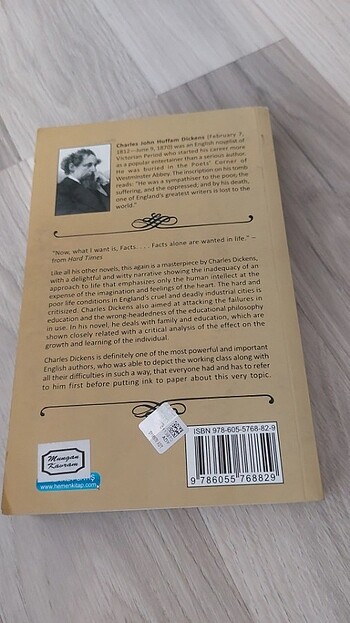 Charles John Hoffam Dickens (February 7,
1812—June 9, 1870) was an English novelist of
Victorian Period who started his career more
as a popular entertainer than a serious author
He was buried in the Poets' Corner of
Westminster Abbey. The inscription on his tomb
reads: "He was a sympathiser to the poor, the
suffering, and the oppressed; and by his death,
one of England's greatest writers is lost to the
world."
"Now, what I want is, Facts. . . . Facts alone are wanted in life." –
from Hard Times
Like all his other novels, this again is a masterpiece by Charles Dickens,
with a delightful and witty narrative showing the inadequacy of an
approach to life that emphasizes only the human intellect at the
expense of the imagination and feelings of the heart. The hard and
poor life conditions in England's cruel and deadly industrial cities is
critisized. Charles Dickens also aimed at attacking the failures in
education and the wrong-headedness of the educational philosophy
in use. In his novel, he deals with family and education, which are
shown closely related with a critical analysis of the effect on the
growth and learning of the individual.
Charles Dickens is definitely one of the most powerful and important
English authors, who was able to depict the working class along with
all their difficulties in such a way, that everyone had and has to refer
to him first before putting ink to paper about this very topic.
ISBN 978-605-5768-82-9
9 786055 768829
Mungan
Kavram
www.hemenkitap.com